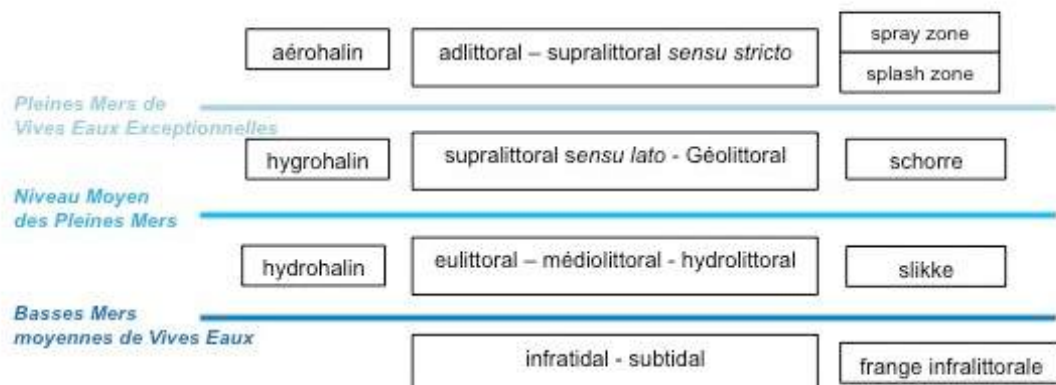 aérohalin
adlittoral – supralittoral sensu stricto
spray zone
splash zone
Pleines Mers de
Vives Eaux Exceptionnelles
hygrohalin
supralittoral sensu lato - Géolittoral
schorre
Niveau Moyen
des Pleines Mers
hydrohalin
eulittoral – médiolittoral - hydrolittoral
slikke
Basses Mers
moyennes de Vives Eaux
infratidal - subtidal
frange infralittorale